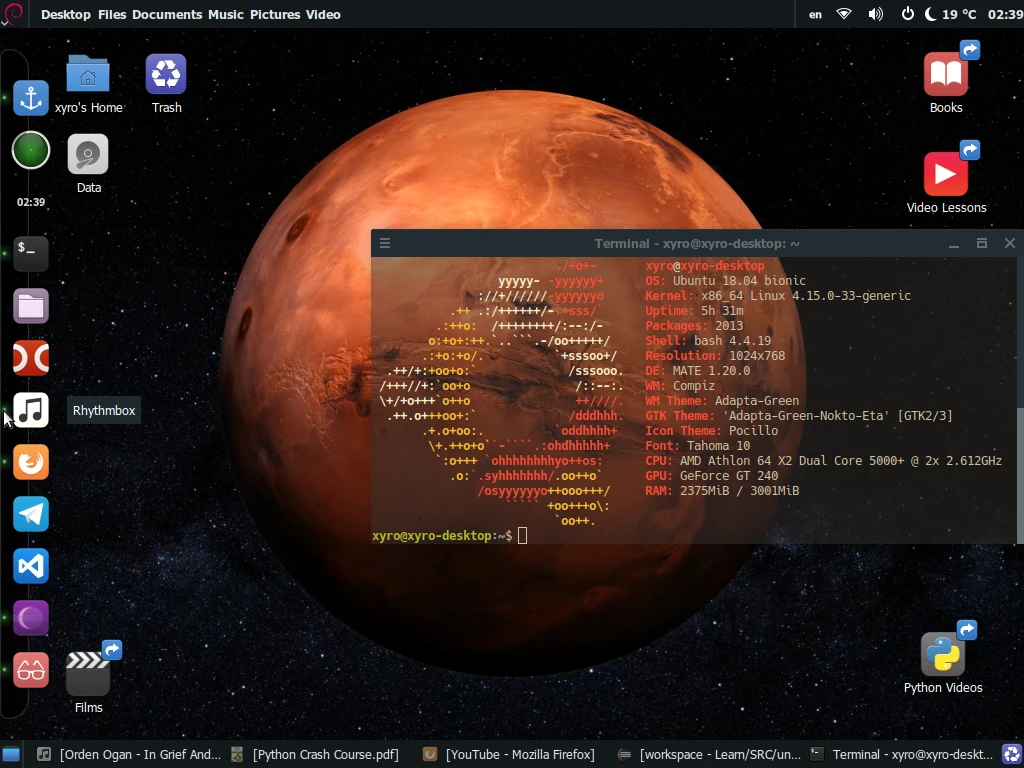 Desktop Files Documents Music Pictures Video
en 19 °C 02:39
xyro's Home
Trash
Books
Data
Video Lessons
02:39
Rhythmbox
Terminal - xyro@xyro-desktop: ~
xyro@xyro-desktop
OS: Ubuntu 18.04 bionic
Kernel: x86_64 Linux 4.15.0-33-generic
Uptime: 5h 31m
Packages: 2013
Shell: bash 4.4.19
Resolution: 1024x768
DE: MATE 1.20.0
WM: Compiz
WM Theme: Adapta-Green
GTK Theme: 'Adapta-Green-Nokto-Eta' [GTK2/3]
Icon Theme: Pocillo
Font: Tahoma 10
CPU: AMD Athlon 64 X2 Dual Core 5000+ @ 2x 2.612GHz
GPU: GeForce GT 240
RAM: 2375MiB / 3001MiB
xyro@xyro-desktop:~$
Films
Python Videos
[Orden Ogan - In Grief And...
[Python Crash Course.pdf]
[YouTube - Mozilla Firefox]
[workspace - Learn/SRC/un...
Terminal - xyro@xyro-deskt...